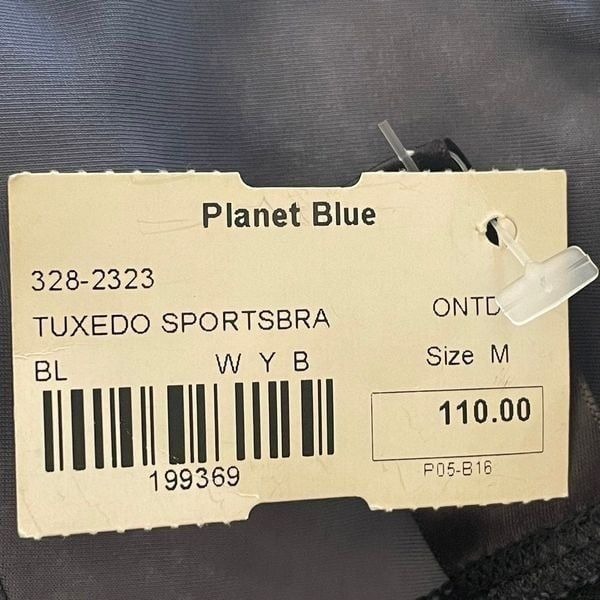 Planet Blue
328-2323
TUXEDO SPORTSBRA
ONTD
BL W Y B
Size M
110.00
199369
P05-B16